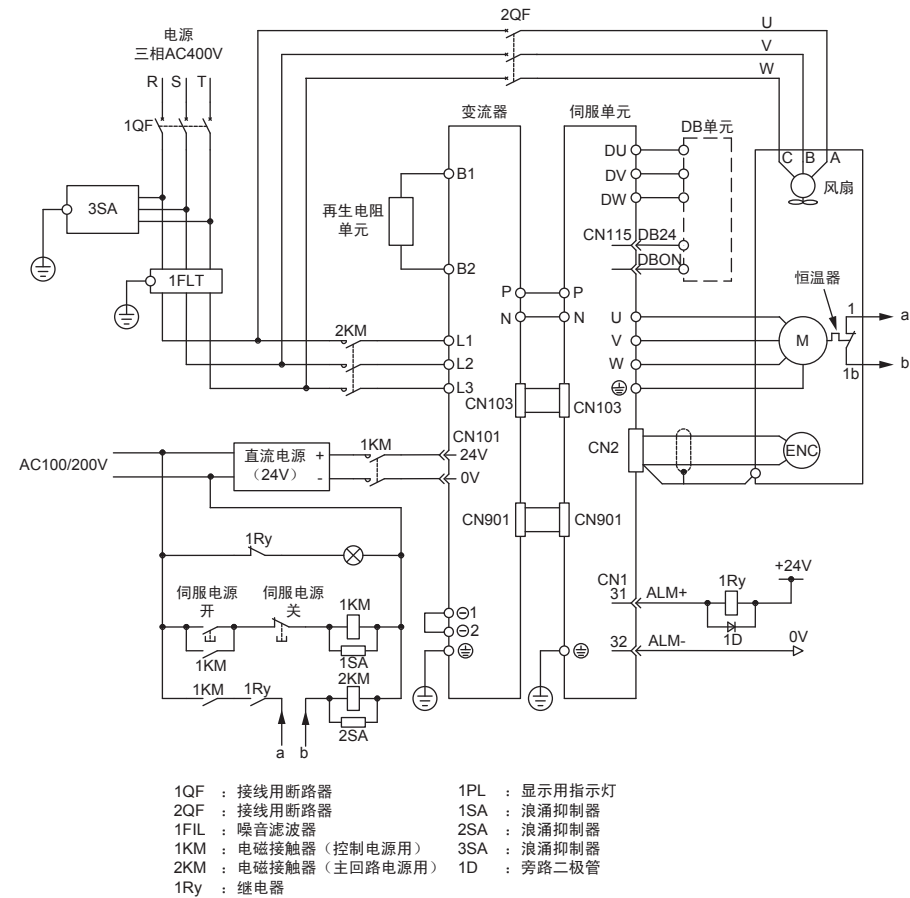 2QF
U
V
W
电源
三相AC400V
R S T
1QF
变流器
伺服单元
DB单元
C B A
风扇
DU
DV
DW
CN115 DB24
DBON
3SA
B1
再生电阻
单元
B2
1FLT
恒温器
P P
N N
1
a
2KM
L1
L2
L3
U
V
W
M
1b
b
CN103
CN103
CN101
24V
0V
CN2
ENC
AC100/200V
直流电源 +
（24V） -
1KM
CN901
CN901
1Ry
伺服电源
开
伺服电源
关
1KM
1KM
1SA
2KM
1KM
1Ry
2SA
a b
⊖1
⊖2
CN1
31 ALM+
32 ALM-
1Ry
1D
+24V
0V
1QF ：接线用断路器
2QF ：接线用断路器
1FIL ：噪音滤波器
1KM ：电磁接触器（控制电源用）
2KM ：电磁接触器（主回路电源用）
1Ry ：继电器
1PL ：显示用指示灯
1SA ：浪涌抑制器
2SA ：浪涌抑制器
3SA ：浪涌抑制器
1D ：旁路二极管